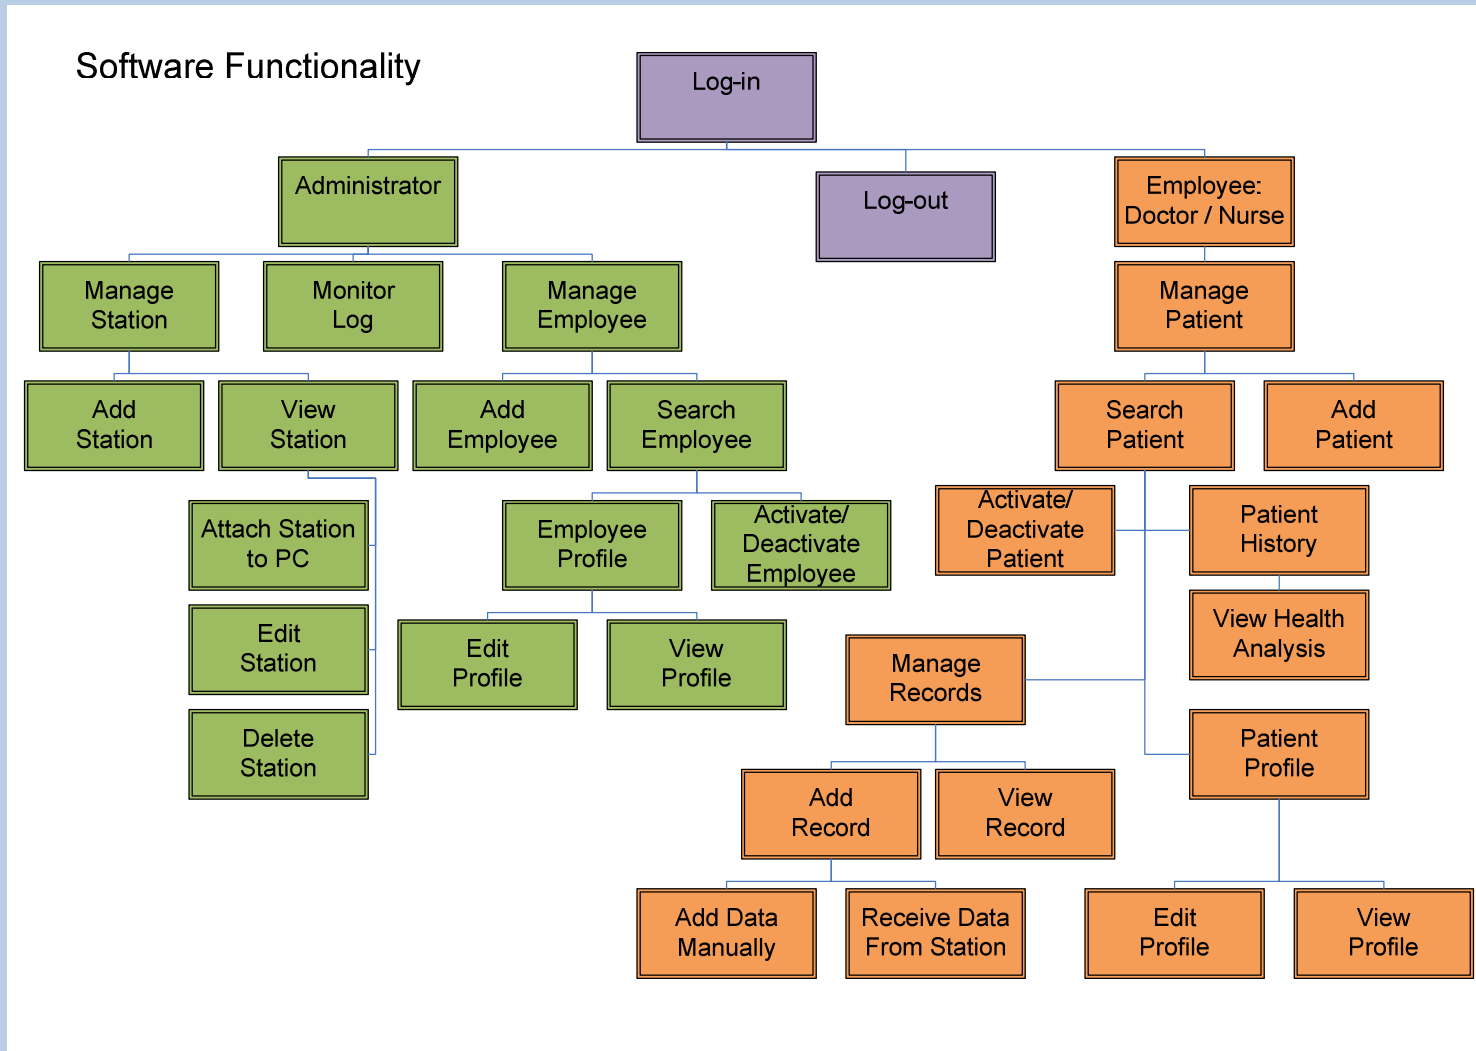 Software Functionality
Log-in
Administrator
Log-out
Employee:
Doctor / Nurse
Manage
Station
Monitor
Log
Manage
Employee
Manage
Patient
Add
Station
View
Station
Add
Employee
Search
Employee
Search
Patient
Add
Patient
Attach Station
to PC
Employee
Profile
Activate/
Deactivate
Employee
Activate/
Deactivate
Patient
Patient
History
Edit
Station
Edit
Profile
View
Profile
Manage
Records
View Health
Analysis
Delete
Station
Patient
Profile
Add
Record
View
Record
Add Data
Manually
Receive Data
From Station
Edit
Profile
View
Profile